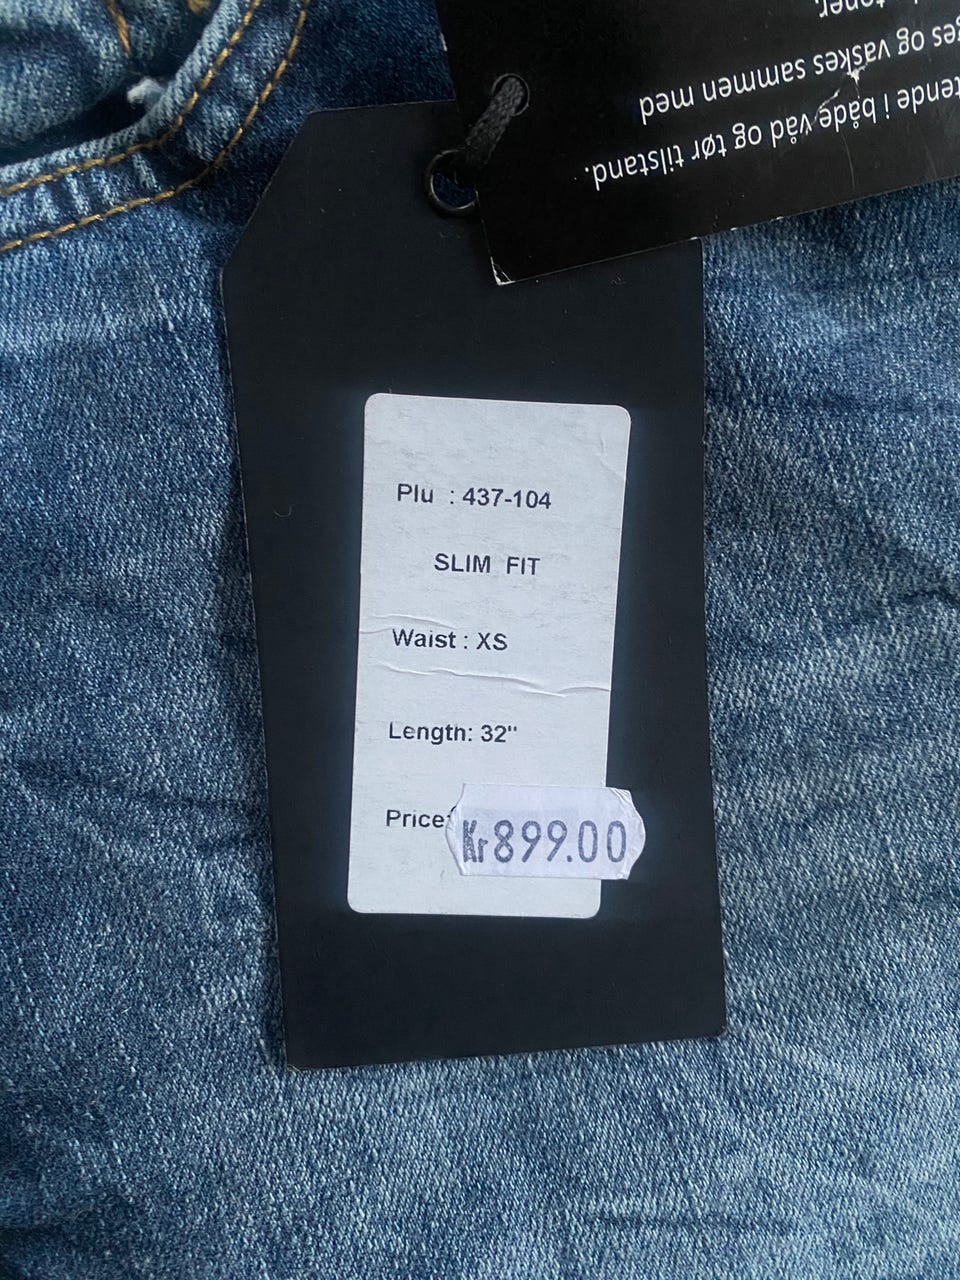 tende i både våd og tør tilstand.
ges og vaskes sammen med
toner.
Plu : 437-104
SLIM FIT
Waist : XS
Length: 32"
Price:
Kr899.00